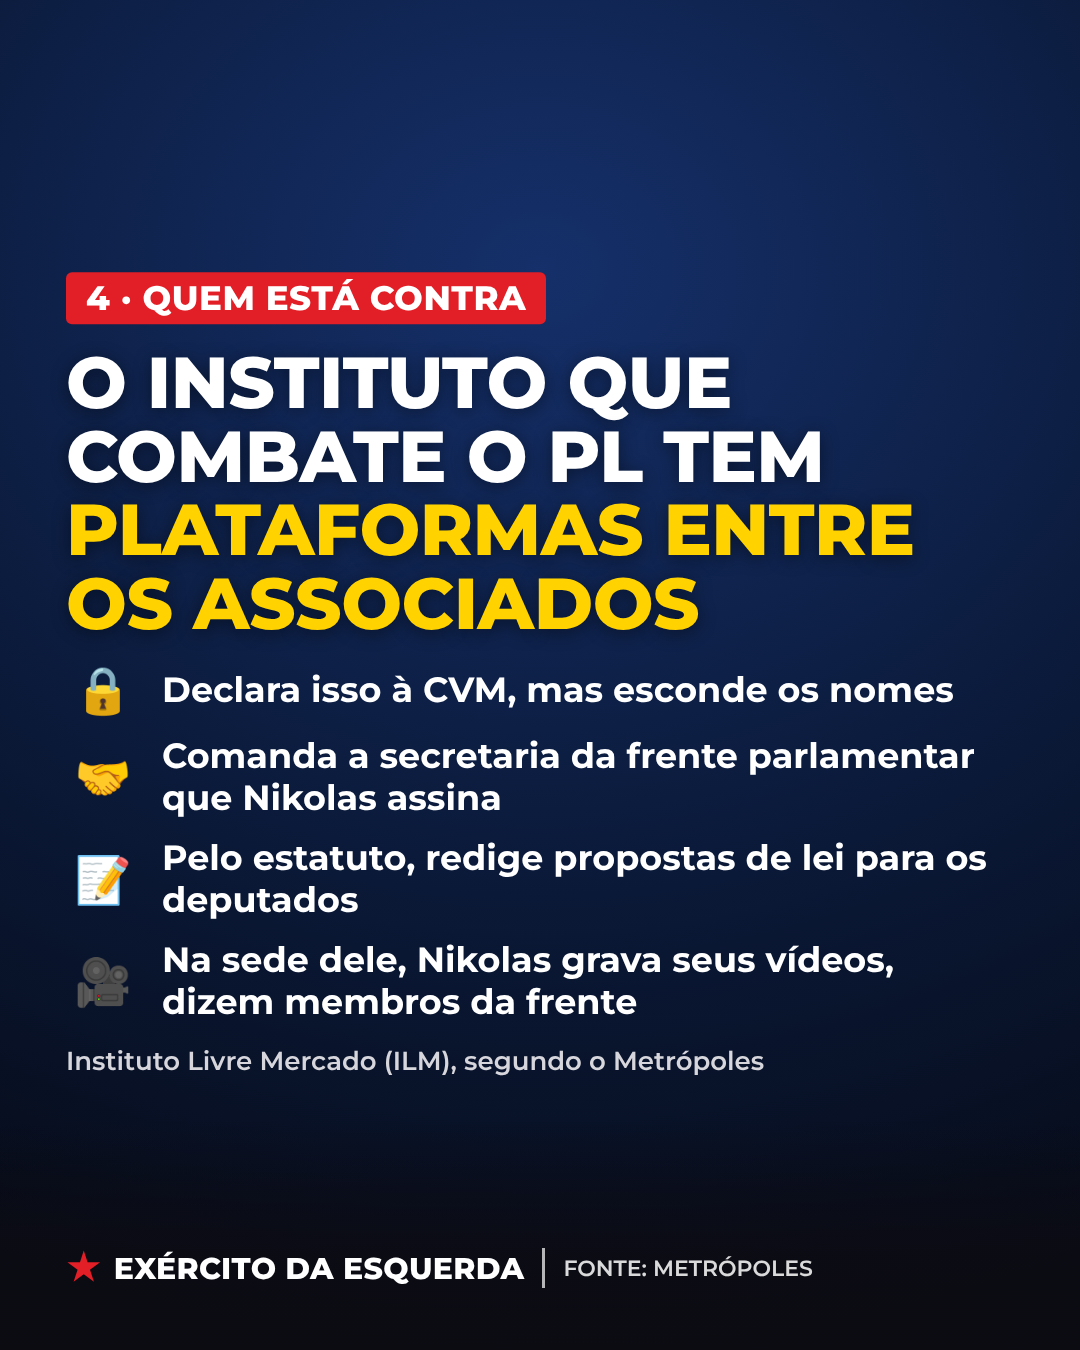 4 • QUEM ESTÁ CONTRA
O INSTITUTO QUE
COMBATE O PL TEM
PLATAFORMAS ENTRE
OS ASSOCIADOS
Declara isso à CVM, mas esconde os nomes
Comanda a secretaria da frente parlamentar
que Nikolas assina
Pelo estatuto, redige propostas de lei para os
deputados
Na sede dele, Nikolas grava seus vídeos,
dizem membros da frente
Instituto Livre Mercado (ILM), segundo o Metrópoles
EXÉRCITO DA ESQUERDA | FONTE: METRÓPOLES